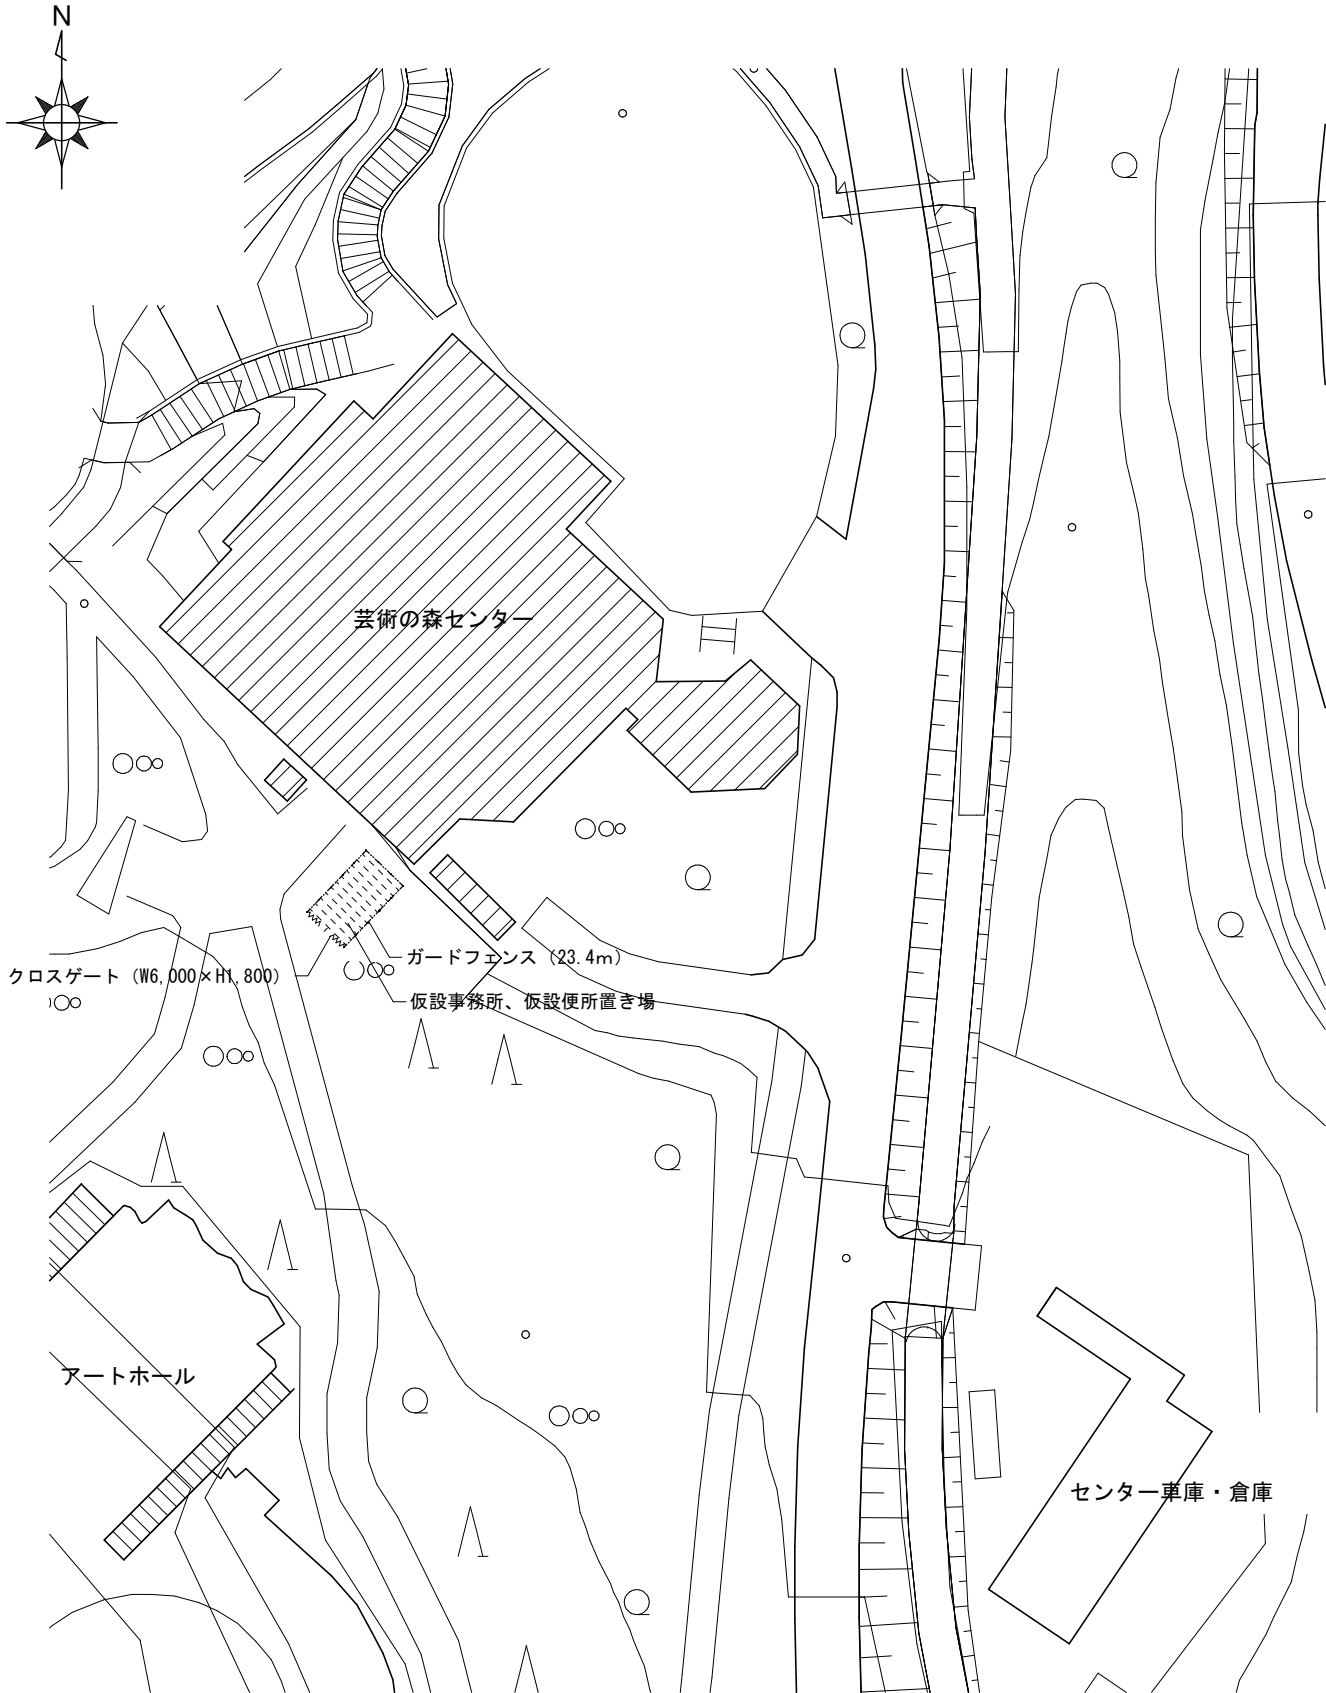 N
芸術の森センター
ガードフェンス（23.4m）
クロスゲート（W6,000×H1,800）
仮設事務所、仮設便所置き場
アートホール
センター車庫・倉庫